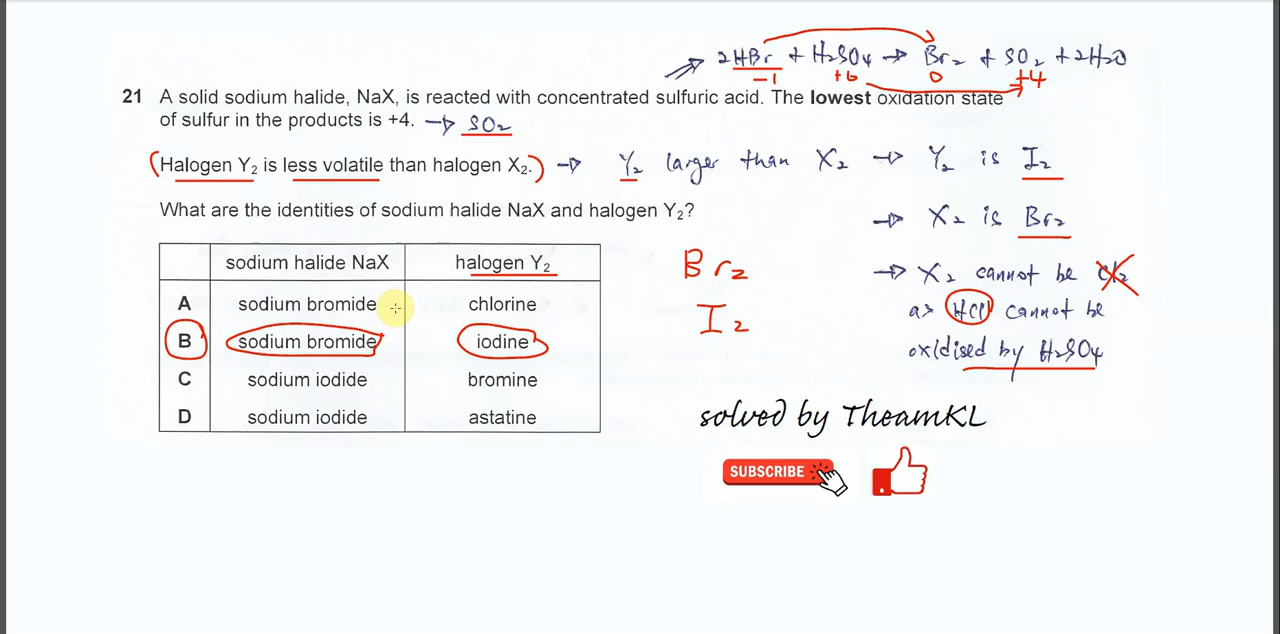 2HBr + H₂SO₄ → Br₂ + SO₂ + 2H₂O
-1 +6 0 +4
21 A solid sodium halide, NaX, is reacted with concentrated sulfuric acid. The lowest oxidation state
of sulfur in the products is +4. → SO₂
(Halogen Y₂ is less volatile than halogen X₂.) → Y₂ larger than X₂ → Y₂ is I₂
What are the identities of sodium halide NaX and halogen Y₂? → X₂ is Br₂
sodium halide NaX halogen Y₂ Br₂ → X₂ cannot be Cl₂
A sodium bromide chlorine I₂ as HCl cannot be
B sodium bromide iodine oxidised by H₂SO₄
C sodium iodide bromine
D sodium iodide astatine
solved by TheamKL
SUBSCRIBE